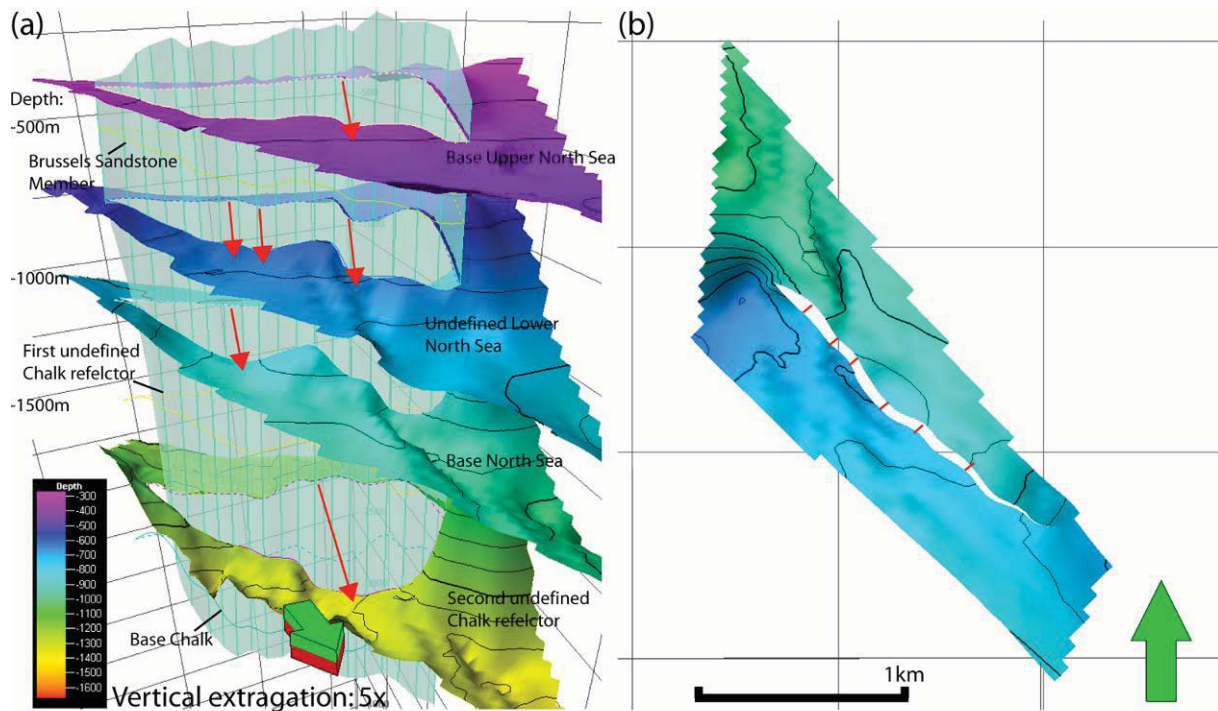 (a)
(b)
Depth:
-500m
Brussels Sandstone
Member
Base Upper North Sea
-1000m
Undefined Lower
North Sea
First undefined
Chalk refelctor
-1500m
Base North Sea
Depth
-300
-400
-500
-600
-700
-800
-900
-1000
-1100
-1200
-1300
-1400
-1500
-1600
Second undefined
Chalk refelctor
Base Chalk
Vertical extragation: 5x
1km